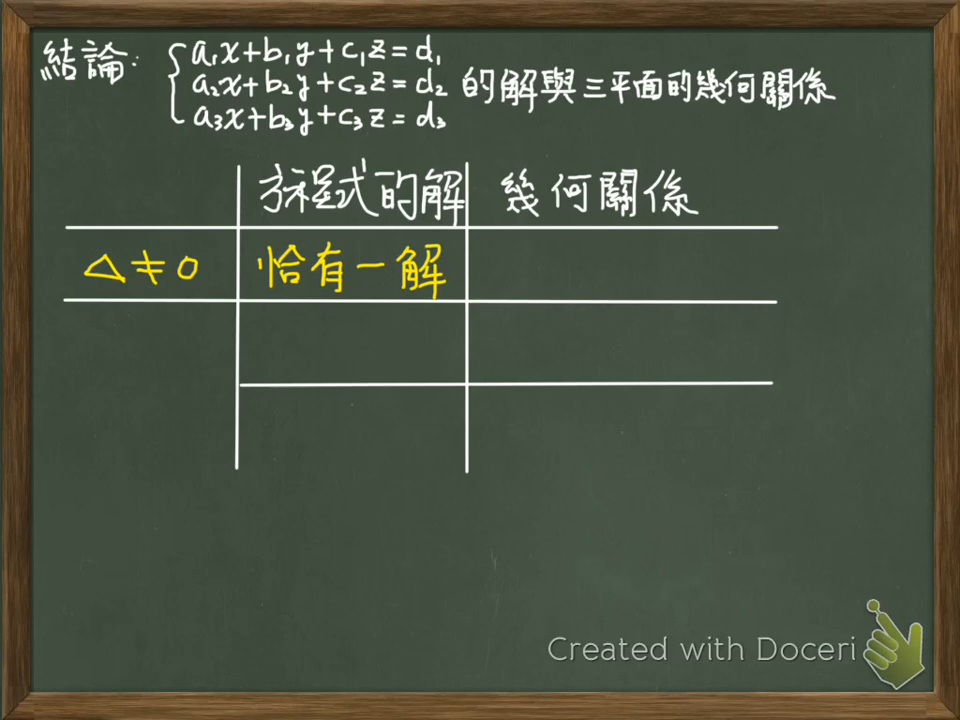 結論: { a₁x+b₁y+c₁z=d₁
a₂x+b₂y+c₂z=d₂ 的解與三平面的幾何關係
a₃x+b₃y+c₃z=d₃
方程式的解 幾何關係
△≠0 恰有一解
Created with Doceri